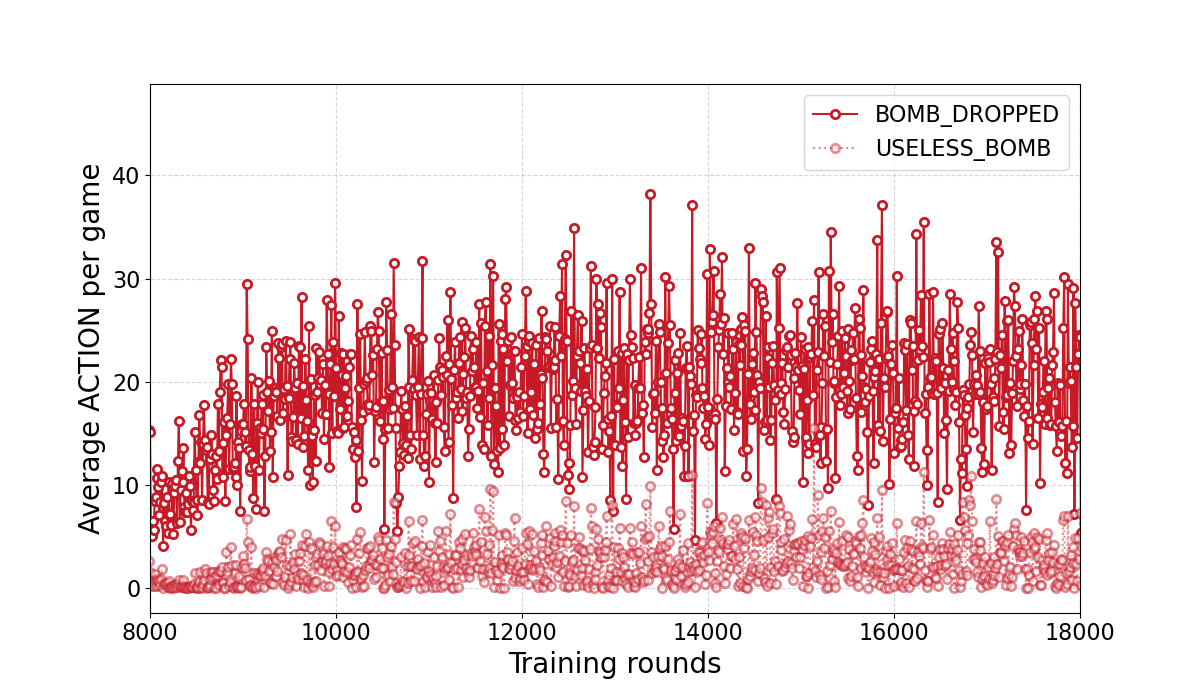 BOMB_DROPPED
USELESS_BOMB
Average ACTION per game
40
30
20
10
0
8000 10000 12000 14000 16000 18000
Training rounds